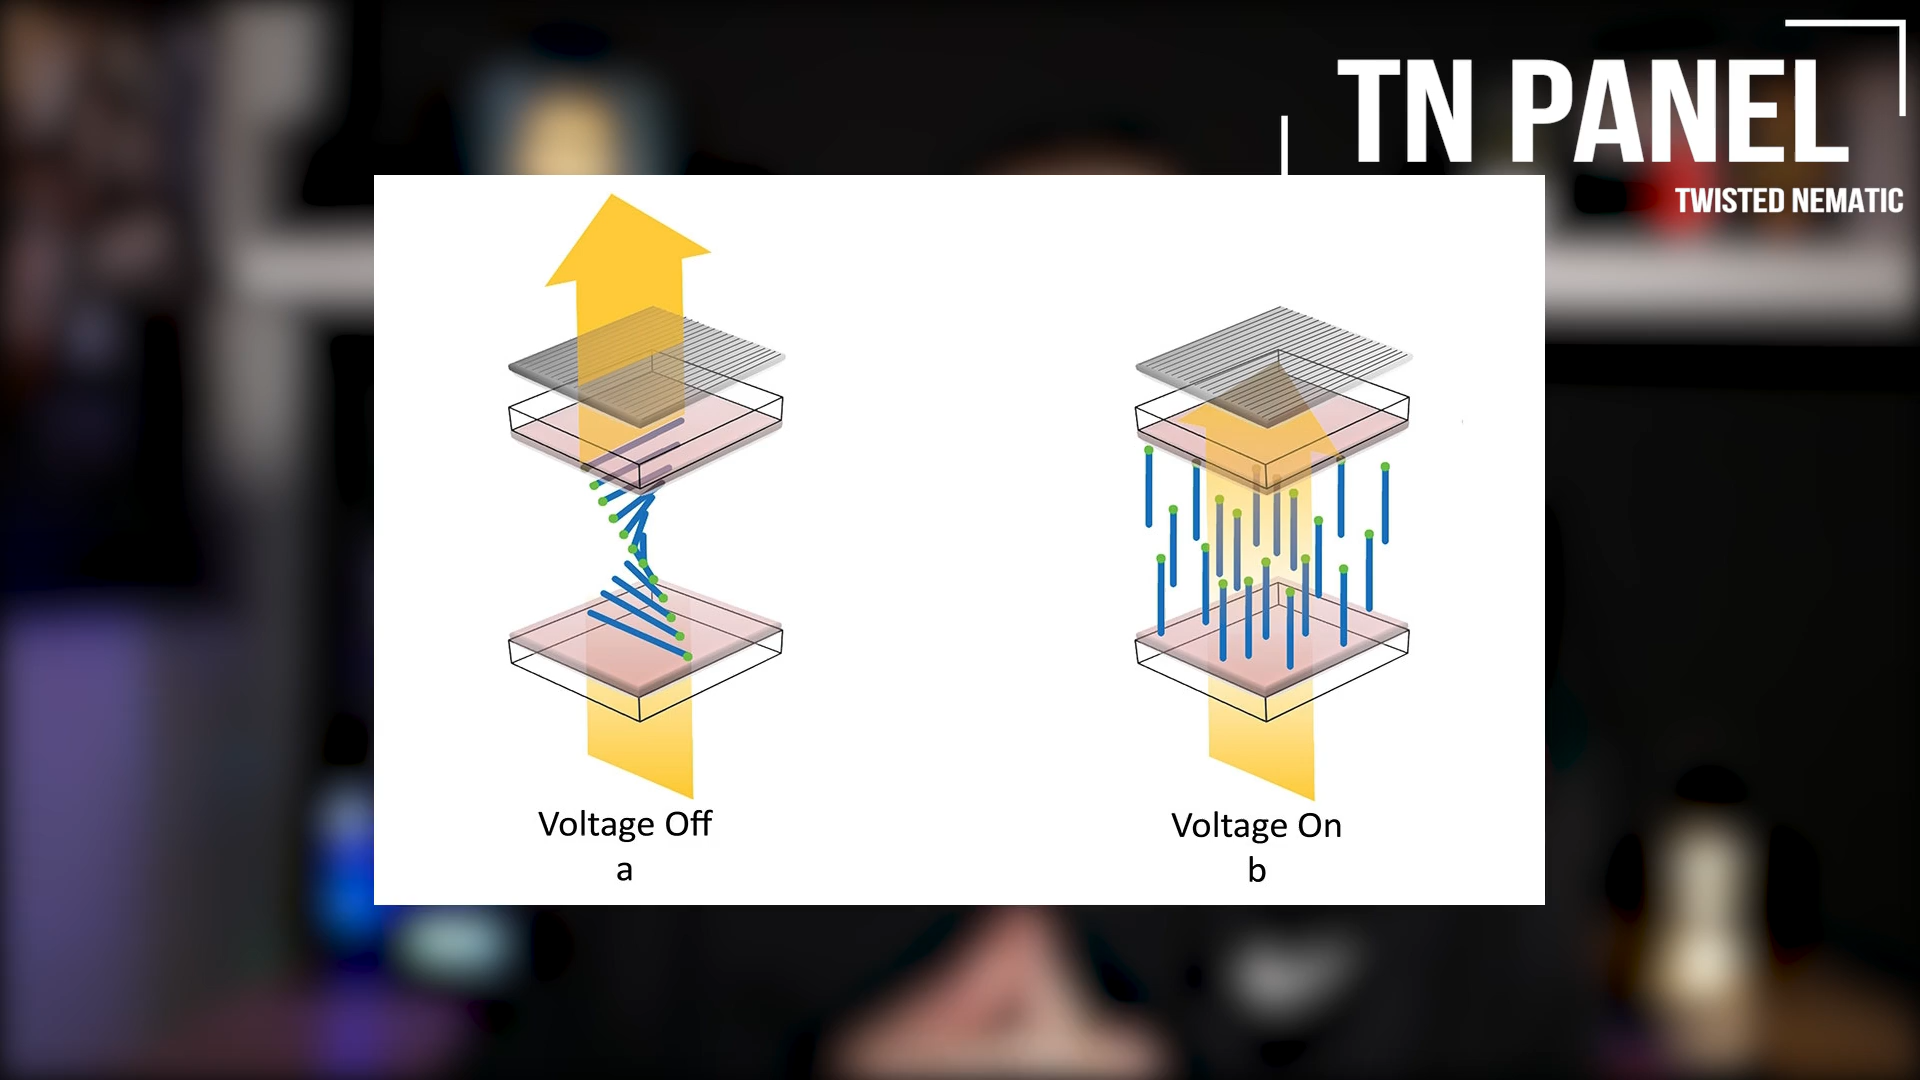 TN PANEL
TWISTED NEMATIC
Voltage Off
a
Voltage On
b